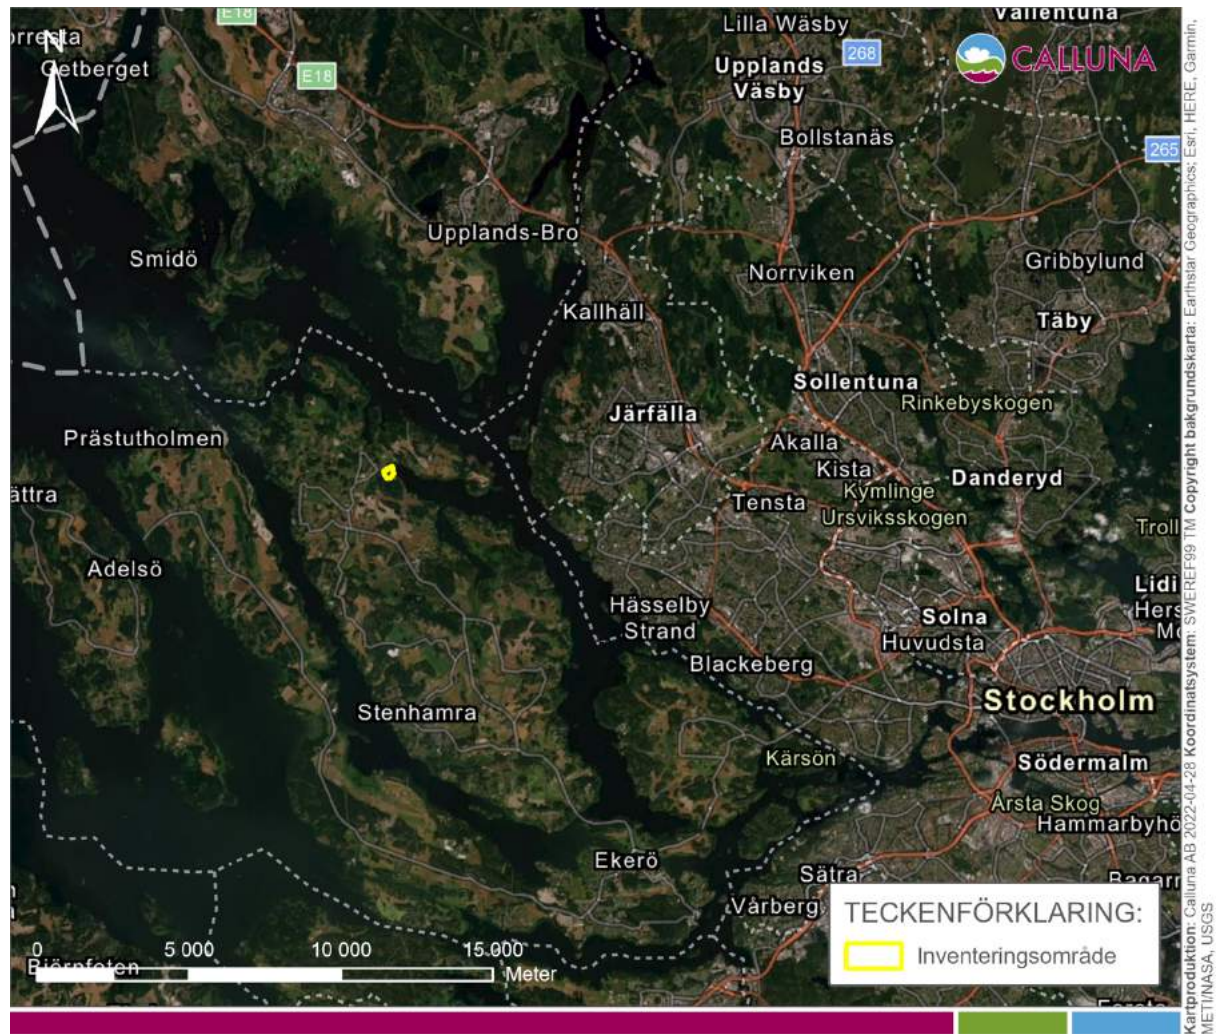 E18
Lilla Wäsby
Vallentuna
N
Getberget
E18
268
CALLUNA
Upplands
Väsby
Bollstanäs
265
Upplands-Bro
Smidö
Norrviken
Gribbylund
Kallhäll
Täby
Sollentuna
Rinkebyskogen
Järfälla
Prästutholmen
Akalla
Kista
Danderyd
Kymlinge
Ursviksskogen
Tensta
Troll
Adelsö
Lidi
Hässelby
Strand
Solna
Huvudsta
Blackeberg
Stockholm
Stenhamra
Kärsön
Södermalm
Årsta Skog
Hammarbyhö
Ekerö
Sätra
Vårberg
TECKENFÖRKLARING:
Inventeringsområde
0 5 000 10 000 15 000
Meter
Kartproduktion: Calluna AB 2022-04-28 Koordinatsystem: SWEREF99 TM Copyright bakgrundskarta: Earthstar Geographics; Esri, HERE, Garmin,
METI/NASA, USGS